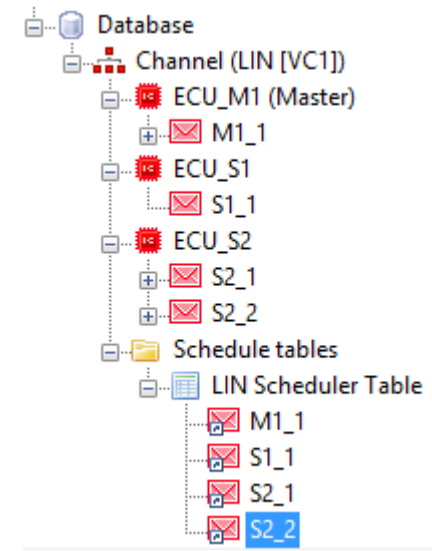 Database
Channel (LIN [VC1])
ECU_M1 (Master)
M1_1
ECU_S1
S1_1
ECU_S2
S2_1
S2_2
Schedule tables
LIN Scheduler Table
M1_1
S1_1
S2_1
S2_2